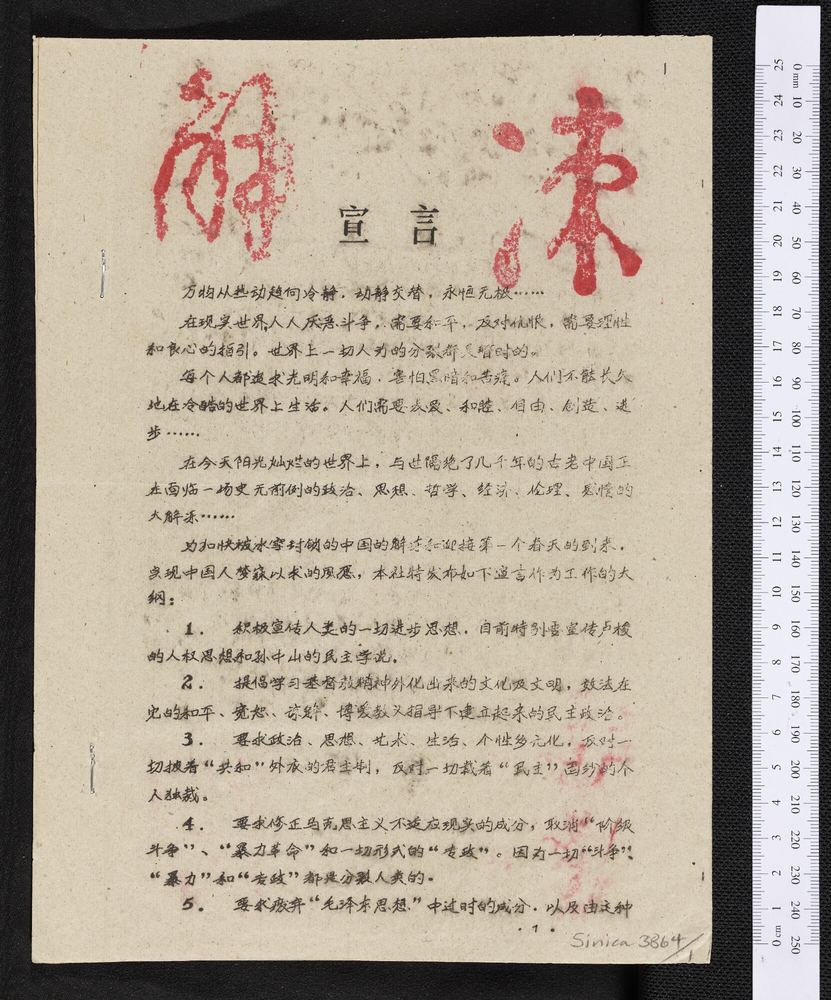 解冻
宣言
万物从热动趋向冷静,动静交替,永恒无极……
在现实世界,人人厌恶斗争,需要和平,反对仇恨,需要理性
和良心的指引。世界上一切人为的分裂都是暂时的。
每个人都追求光明和幸福,害怕黑暗和苦痛。人们不能长久
地在冷酷的世界上生活。人们需要友爱、和睦、自由、创造、进
步……
在今天阳光灿烂的世界上,与世隔绝了几千年的古老中国正
在面临一场史无前例的政治、思想、哲学、经济、伦理、感情的
大解冻……
为加快被冰雪封锁的中国的解冻和迎接第一个春天的到来,
实现中国人梦寐以求的夙愿,本社特发布如下宣言作为工作的大
纲:
1. 积极宣传人类的一切进步思想,目前特别要宣传卢梭
的人权思想和孙中山的民主学说。
2. 提倡学习基督教精神外化出来的文化及文明,效法在
它的和平、宽恕、谅解、博爱教义指导下建立起来的民主政治。
3. 要求政治、思想、艺术、生活、个性多元化,反对一
切披着“共和”外衣的君主制,反对一切戴着“民主”面纱的个
人独裁。
4. 要求修正马克思主义不适应现实的成分,取消“阶级
斗争”、“暴力革命”和一切形式的“专政”。因为一切“斗争”、
“暴力”和“专政”都是分裂人类的。
5. 要求废弃“毛泽东思想”中过时的成分,以及由这种
·1·
Sinica 3864/1